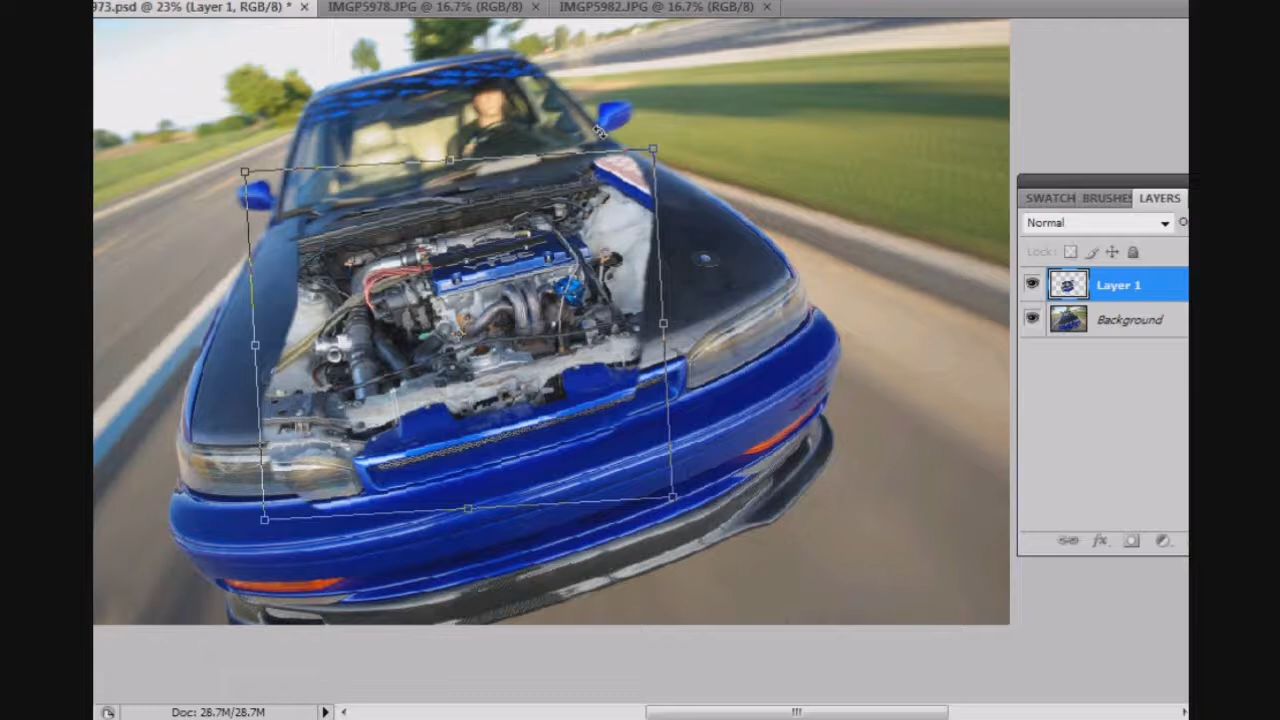 973.psd @ 23% (Layer 1, RGB/8) * × IMGP5978.JPG @ 16.7% (RGB/8) × IMGP5982.JPG @ 16.7% (RGB/8) ×
SWATCH BRUSHES LAYERS
Normal
Lock:
Layer 1
Background
fx
Doc: 28.7M/28.7M